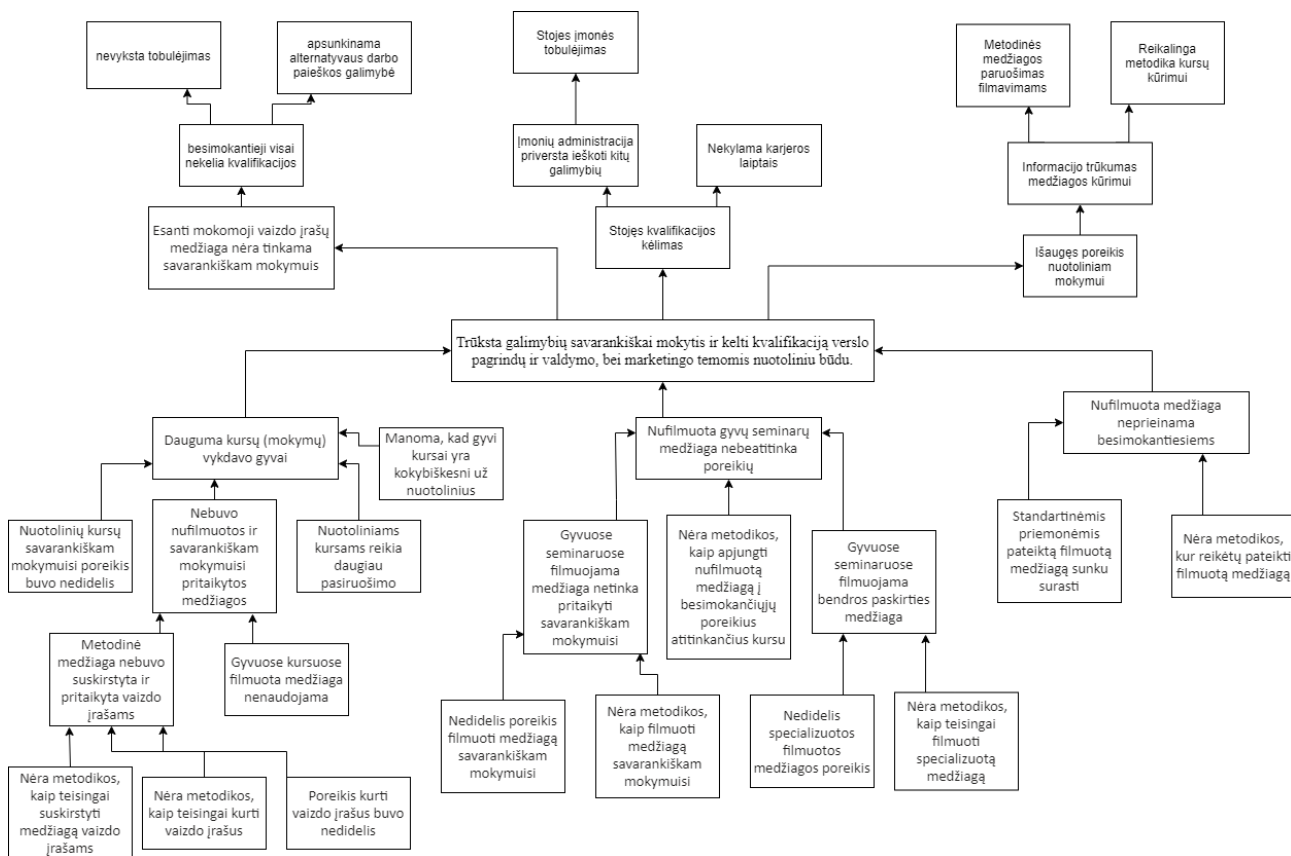 nevyksta tobulėjimas
apsunkinama
alternatyvaus darbo
paieškos galimybė
Stojes įmonės
tobulėjimas
Metodinės
medžiagos
paruošimas
filmavimams
Reikalinga
metodika kursų
kūrimui
besimokantieji visai
nekelia kvalifikacijos
Įmonių administracija
priversta ieškoti kitų
galimybių
Nekylama karjeros
laiptais
Informacijo trūkumas
medžiagos kūrimui
Esanti mokomoji vaizdo įrašų
medžiaga nėra tinkama
savarankiškam mokymuis
Stojęs kvalifikacijos
kėlimas
Išaugęs poreikis
nuotoliniam
mokymui
Trūksta galimybių savarankiškai mokytis ir kelti kvalifikaciją verslo
pagrindų ir valdymo, bei marketingo temomis nuotoliniu būdu.
Dauguma kursų (mokymų)
vykdavo gyvai
Manoma, kad gyvi
kursai yra
kokybiškesni už
nuotolinius
Nufilmuota gyvų seminarų
medžiaga nebeatitinka
poreikių
Nufilmuota medžiaga
neprieinama
besimokantiesiems
Nuotolinių kursų
savarankiškam
mokymuisi poreikis
buvo nedidelis
Nebuvo
nufilmuotos ir
savarankiškam
mokymuisi
pritaikytos
medžiagos
Nuotoliniams
kursams reikia
daugiau pasiruošimo
Gyvuose
seminaruose
filmuojama
medžiaga netinka
pritaikyti
savarankiškam
mokymuisi
Nėra metodikos,
kaip apjungti
nufilmuotą
medžiagą į
besimokančiųjų
poreikius
atitinkančius kursu
Gyvuose
seminaruose
filmuojama
bendros paskirties
medžiaga
Standartinėmis
priemonėmis
pateiktą filmuotą
medžiagą sunku
surasti
Nėra metodikos,
kur reikėtų pateikti
filmuotą medžiagą
Metodinė
medžiaga nebuvo
suskirstyta ir
pritaikyta vaizdo
įrašams
Gyvuose kursuose
filmuota medžiaga
nenaudojama
Nedidelis poreikis
filmuoti medžiagą
savarankiškam
mokymuisi
Nėra metodikos,
kaip filmuoti
medžiagą
savarankiškam
mokymuisi
Nedidelis
specializuotos
filmuotos
medžiagos poreikis
Nėra metodikos,
kaip teisingai
filmuoti
specializuotą
medžiagą
Nėra metodikos,
kaip teisingai
suskirstyti
medžiagą vaizdo
įrašams
Nėra metodikos,
kaip teisingai kurti
vaizdo įrašus
Poreikis kurti
vaizdo įrašus buvo
nedidelis